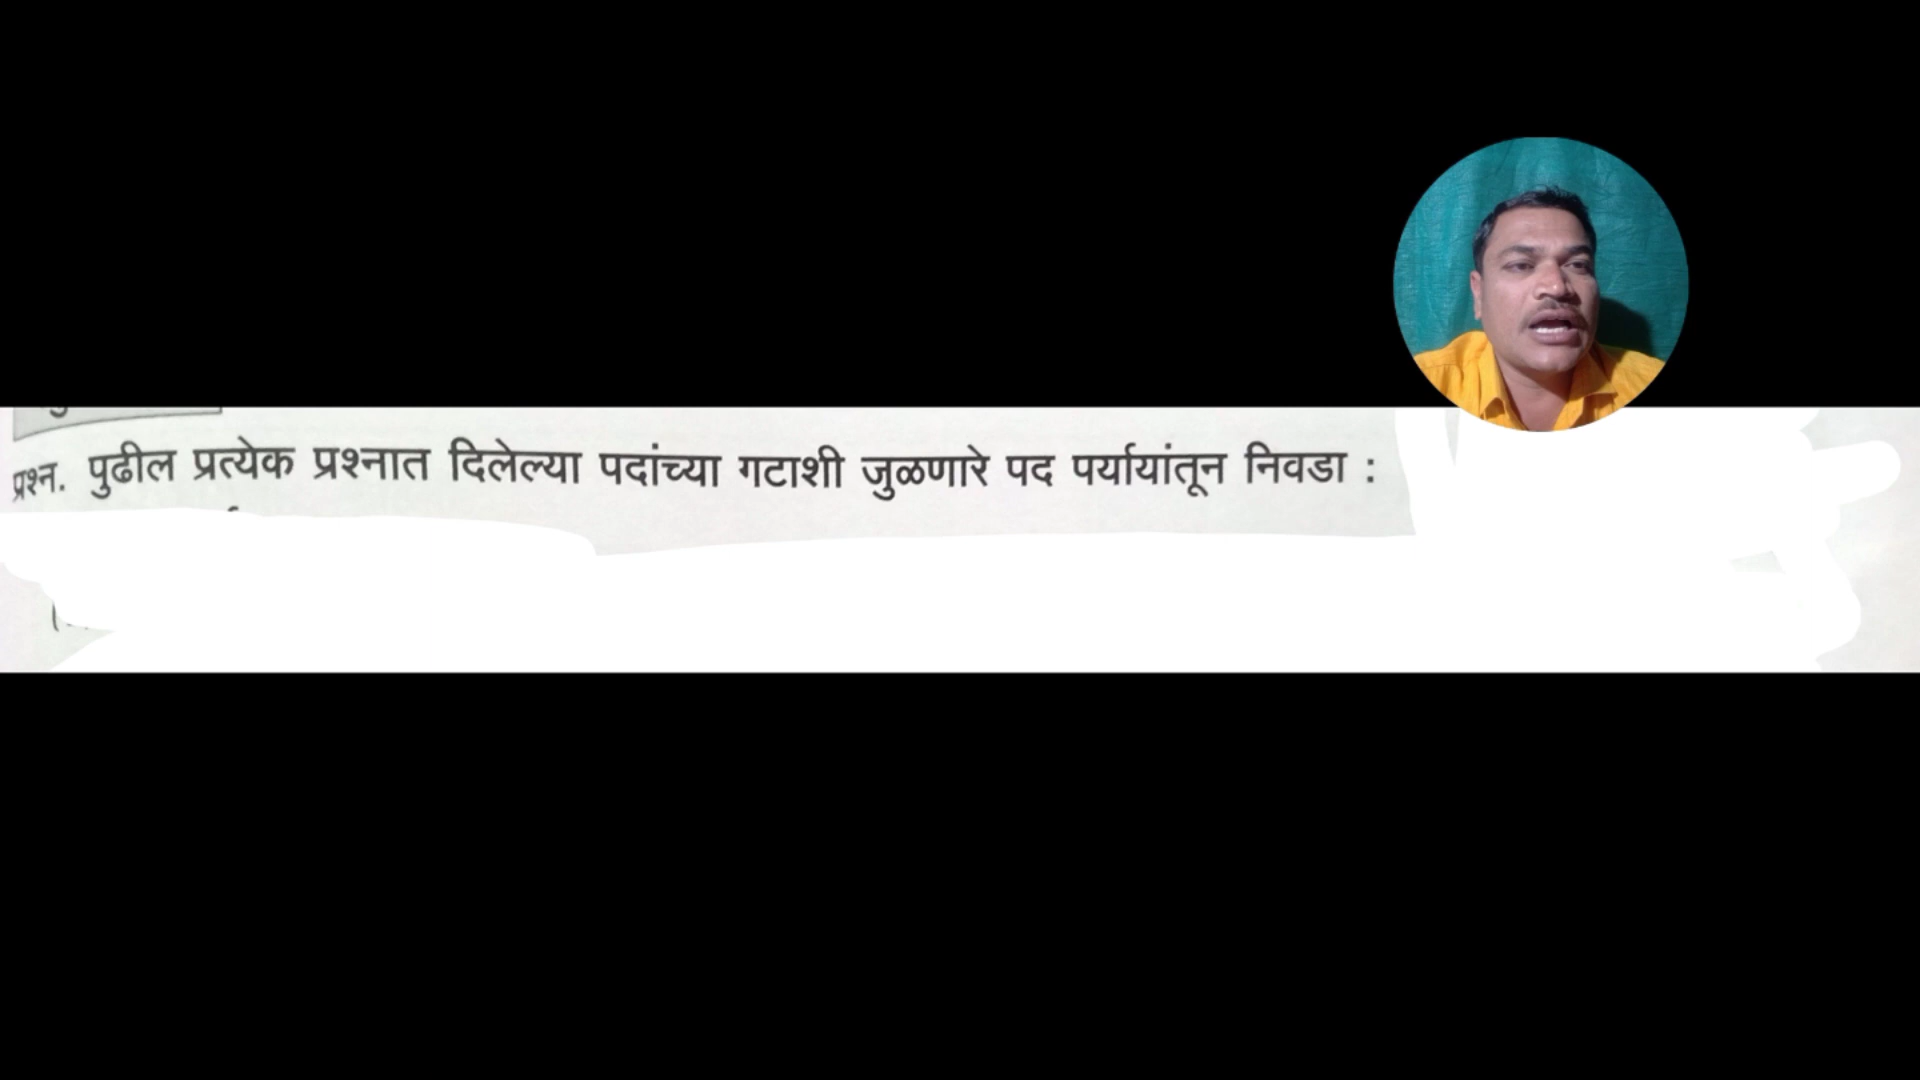 प्रश्न. पुढील प्रत्येक प्रश्नात दिलेल्या पदांच्या गटाशी जुळणारे पद पर्यायांतून निवडा :